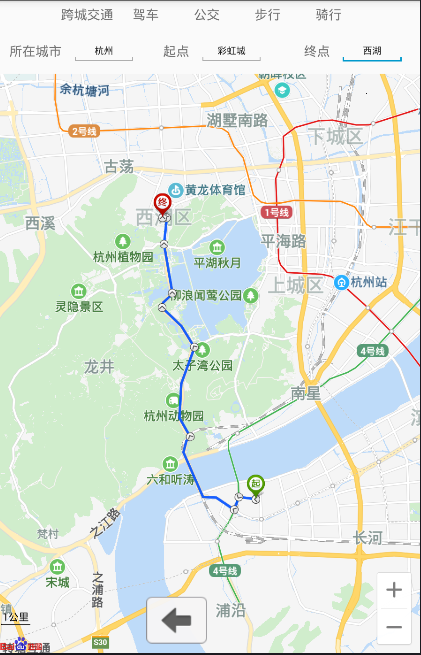 跨城交通 驾车 公交 步行 骑行
所在城市 杭州 起点 彩虹城 终点 西湖
余杭塘河
2号线
湖墅南路
下城区
古荡
黄龙体育馆
终
西湖区
1号线
西溪
江干
平海路
杭州植物园
平湖秋月
上城区
杭州站
柳浪闻莺公园
灵隐景区
4号线
龙井
太子湾公园
南星
杭州动物园
六和听涛
起
之江路
梵村
长河
宋城
之浦路
4号线
浦沿
1公里
S30